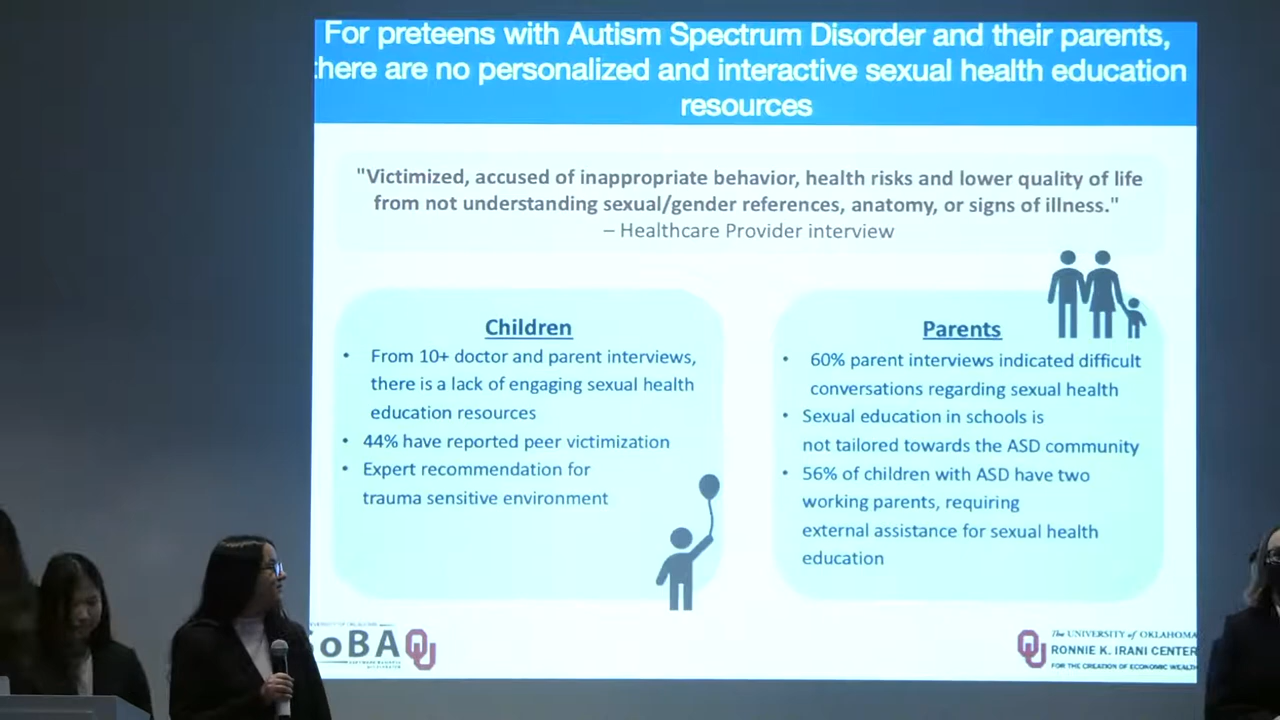 For preteens with Autism Spectrum Disorder and their parents,
there are no personalized and interactive sexual health education
resources
"Victimized, accused of inappropriate behavior, health risks and lower quality of life
from not understanding sexual/gender references, anatomy, or signs of illness."
– Healthcare Provider interview
Children
• From 10+ doctor and parent interviews,
there is a lack of engaging sexual health
education resources
• 44% have reported peer victimization
• Expert recommendation for
trauma sensitive environment
Parents
• 60% parent interviews indicated difficult
conversations regarding sexual health
• Sexual education in schools is
not tailored towards the ASD community
• 56% of children with ASD have two
working parents, requiring
external assistance for sexual health
education
SoBA OU
The UNIVERSITY of OKLAHOMA
RONNIE K. IRANI CENTER
FOR THE CREATION OF ECONOMIC WEALTH